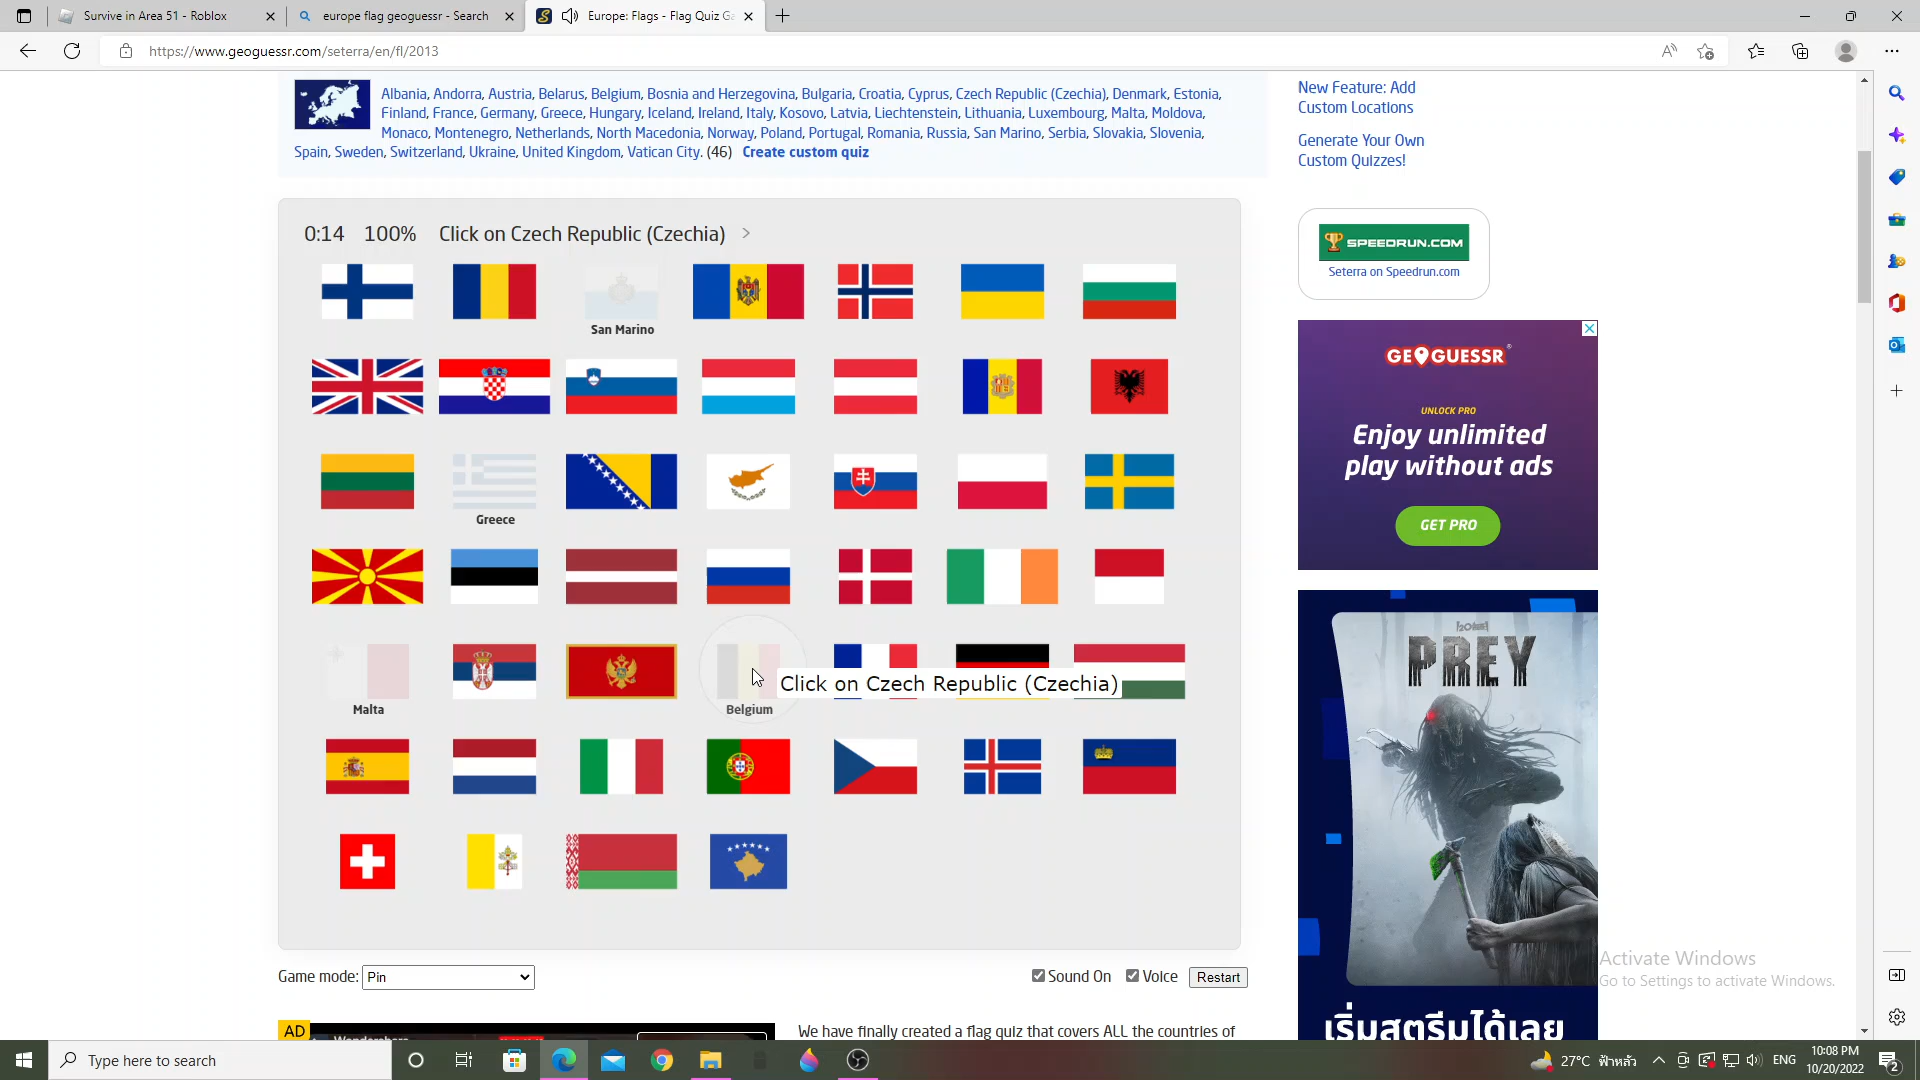 Survive in Area 51 - Roblox
europe flag geoguessr - Search
Europe: Flags - Flag Quiz Ga
https://www.geoguessr.com/seterra/en/fl/2013
Albania, Andorra, Austria, Belarus, Belgium, Bosnia and Herzegovina, Bulgaria, Croatia, Cyprus, Czech Republic (Czechia), Denmark, Estonia,
Finland, France, Germany, Greece, Hungary, Iceland, Ireland, Italy, Kosovo, Latvia, Liechtenstein, Lithuania, Luxembourg, Malta, Moldova,
Monaco, Montenegro, Netherlands, North Macedonia, Norway, Poland, Portugal, Romania, Russia, San Marino, Serbia, Slovakia, Slovenia,
Spain, Sweden, Switzerland, Ukraine, United Kingdom, Vatican City. (46) Create custom quiz
New Feature: Add
Custom Locations
Generate Your Own
Custom Quizzes!
0:14 100% Click on Czech Republic (Czechia) >
San Marino
Greece
Malta
Belgium
Click on Czech Republic (Czechia)
SPEEDRUN.COM
Seterra on Speedrun.com
GEOGUESSR
UNLOCK PRO
Enjoy unlimited
play without ads
GET PRO
PREY
เริ่มสตรีมได้เลย
Game mode: Pin
Sound On
Voice
Restart
AD
We have finally created a flag quiz that covers ALL the countries of
Activate Windows
Go to Settings to activate Windows.
Type here to search
27°C ฟ้าหลัว
ENG
10:08 PM
10/20/2022
2